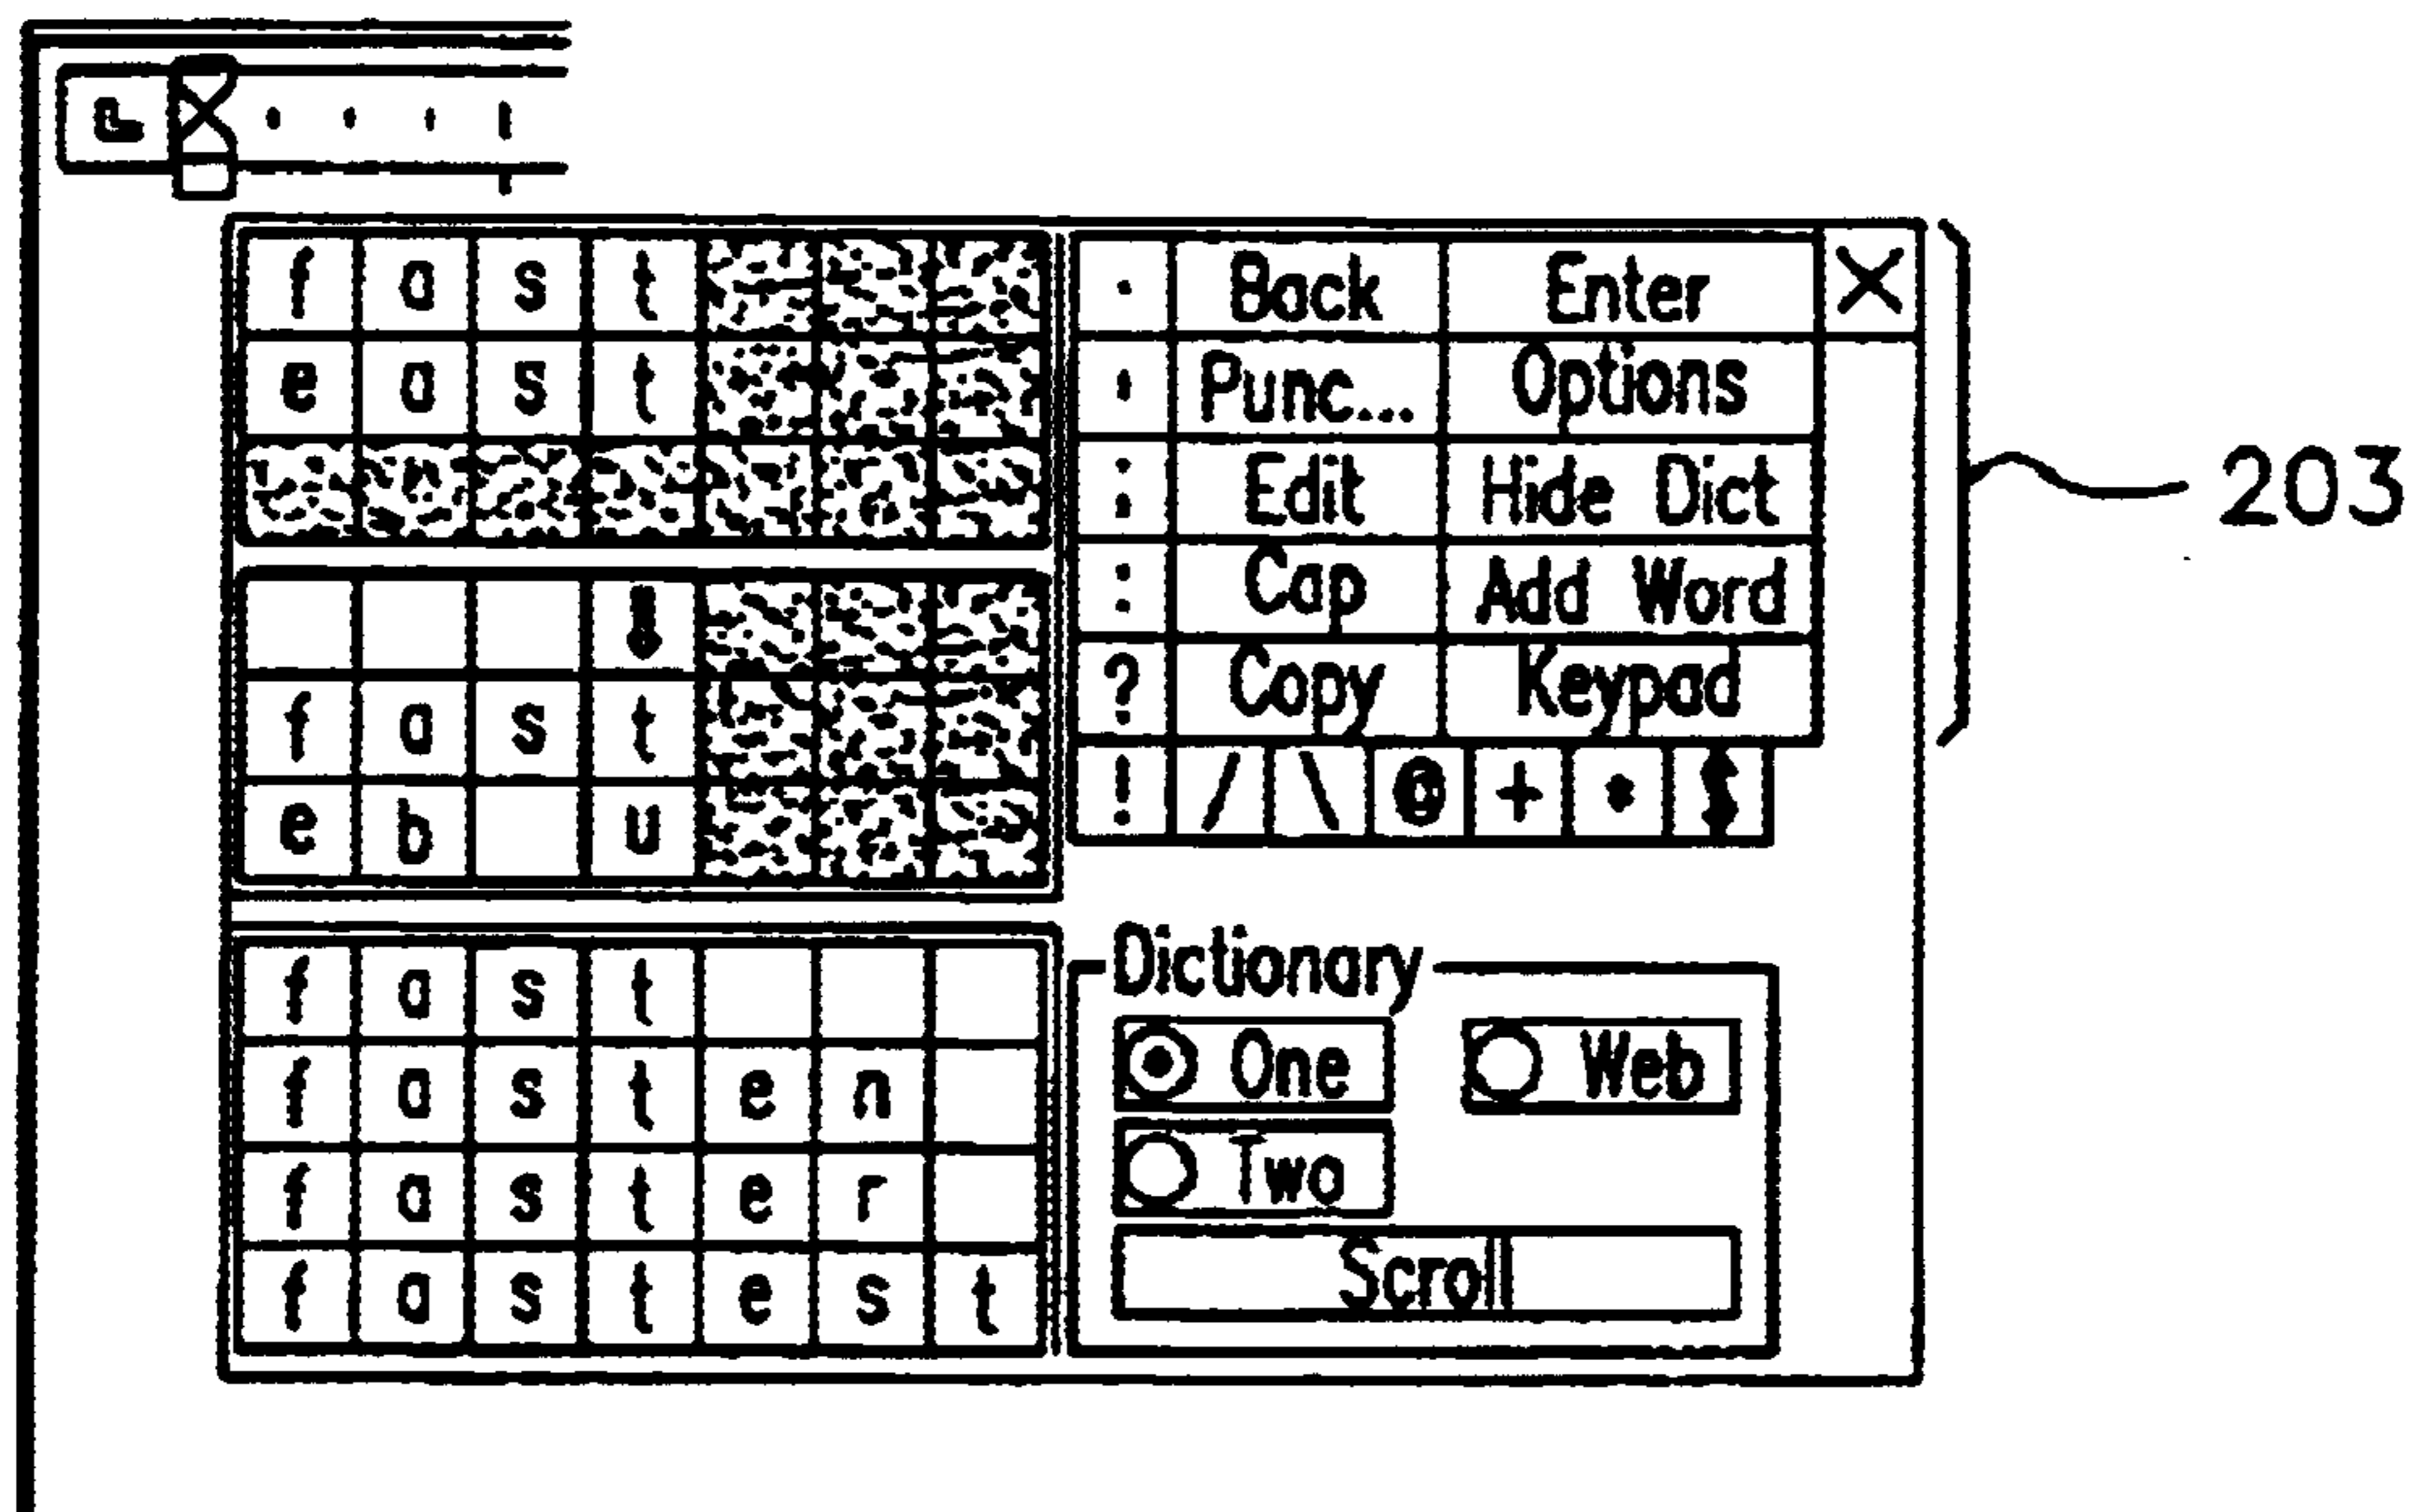 f a s t . Back Enter X
e a s t Punc... Options
Edit Hide Dict
: Cap Add Word
f a s t ? Copy Keypad
e b u ! / \ @ +
Dictionary
f a s t
One Web
f a s t e n
Two
f a s t e r
Scroll
f a s t e s t
203